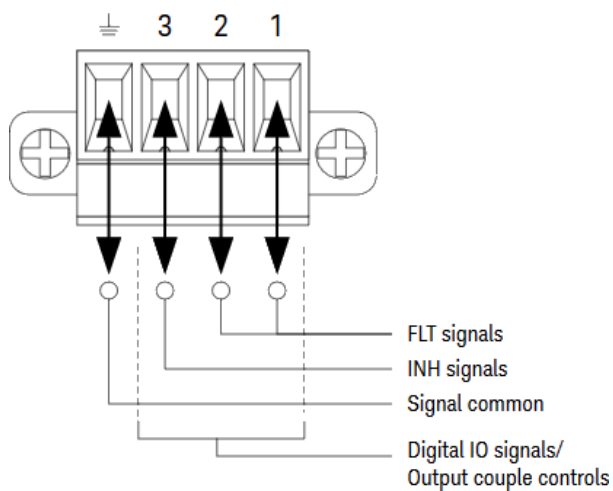 3 2 1
FLT signals
INH signals
Signal common
Digital IO signals/
Output couple controls